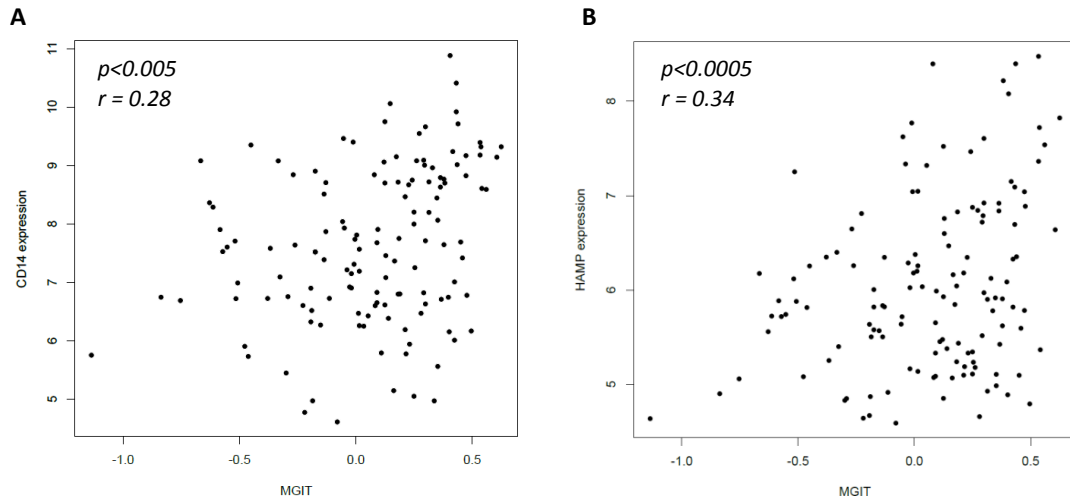 A
p<0.005
r = 0.28
CD14 expression
11
10
9
8
7
6
5
-1.0
-0.5
0.0
0.5
MGIT
B
p<0.0005
r = 0.34
HAMP expression
8
7
6
5
-1.0
-0.5
0.0
0.5
MGIT